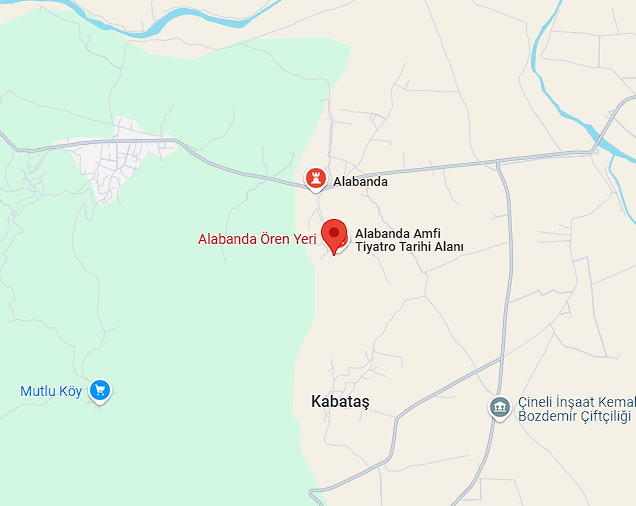 Alabanda
Alabanda Ören Yeri
Alabanda Amfi
Tiyatro Tarihi Alanı
Mutlu Köy
Kabataş
Çineli İnşaat Kemal
Bozdemir Çiftçiliği